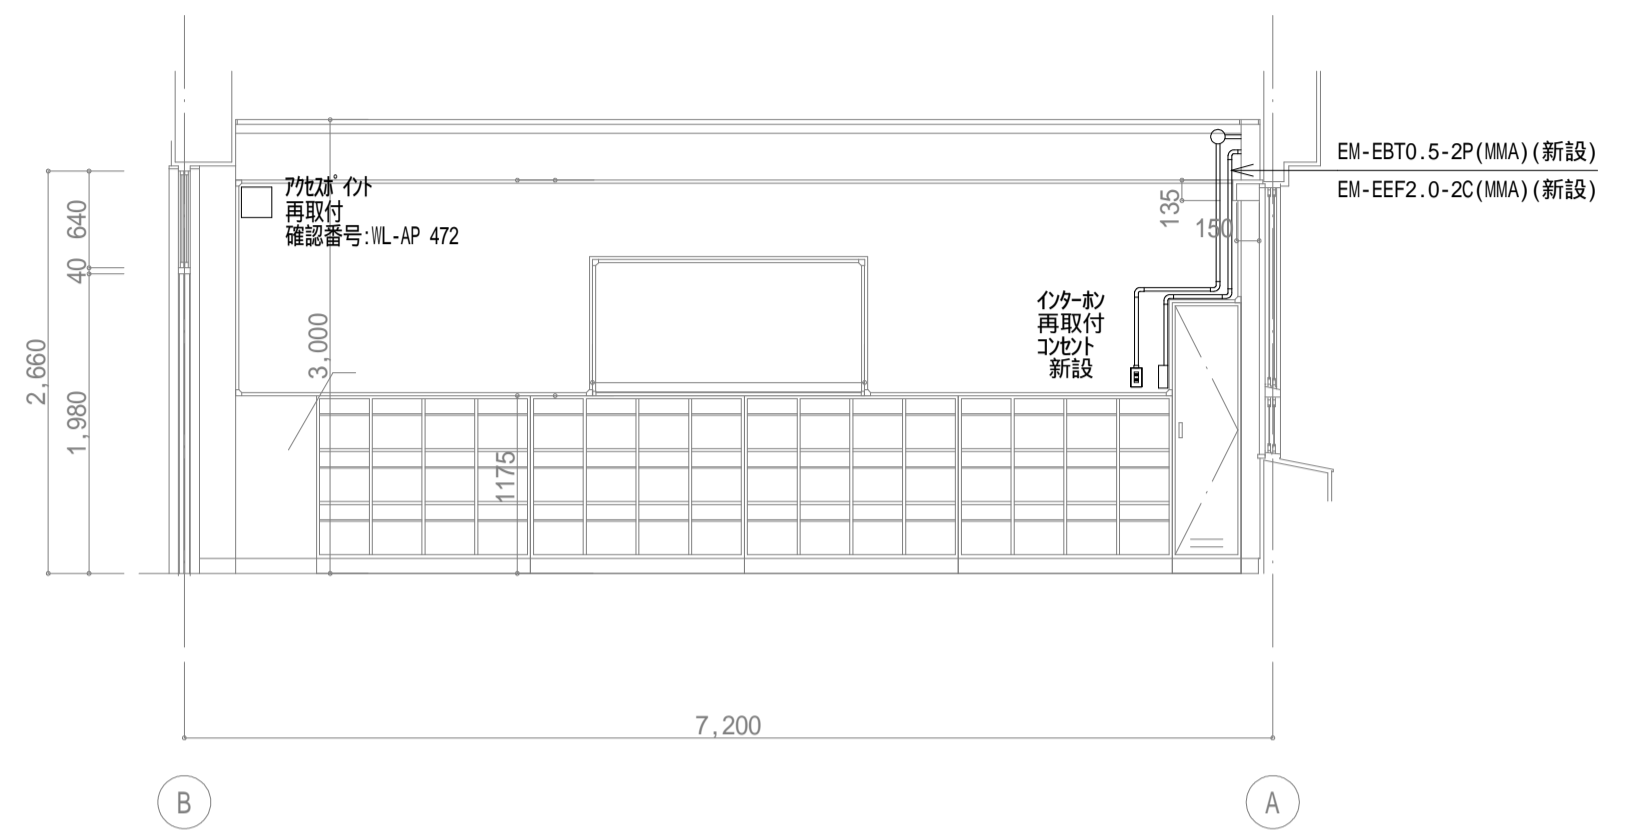 EM-EBT0.5-2P(MMA)(新設)
EM-EEF2.0-2C(MMA)(新設)
アクセスポイント
再取付
確認番号:WL-AP 472
135
150
640
40
1,980
2,660
3,000
インターホン
再取付
コンセント
新設
1175
7,200
B
A